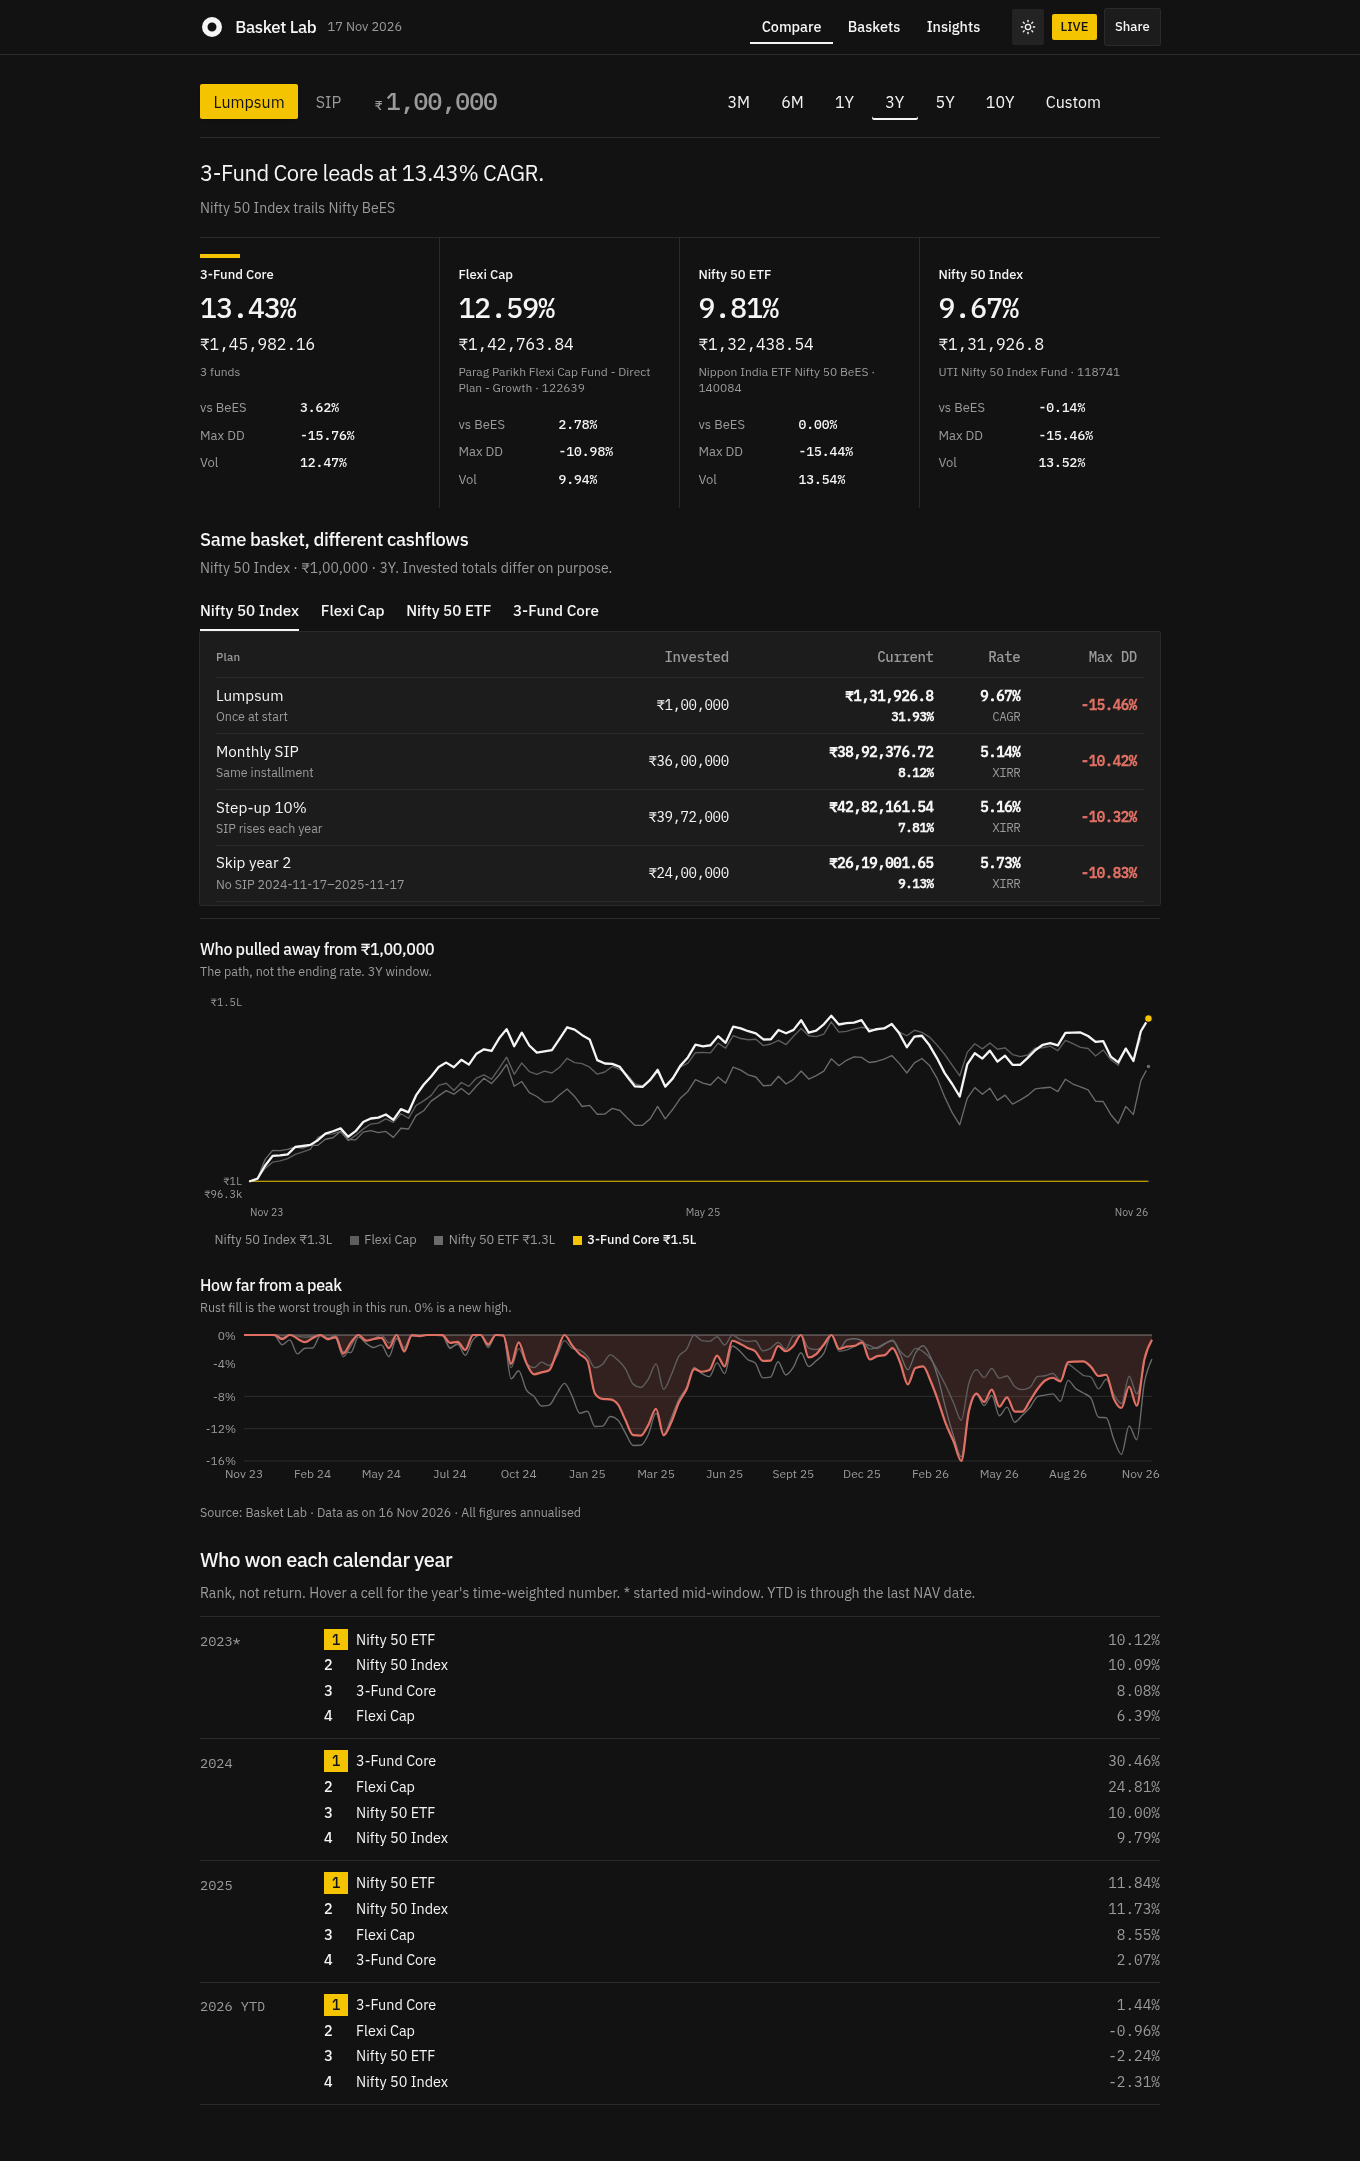 Basket Lab 17 Nov 2026 Compare Baskets Insights LIVE Share
Lumpsum SIP ₹ 1,00,000 3M 6M 1Y 3Y 5Y 10Y Custom
3-Fund Core leads at 13.43% CAGR.
Nifty 50 Index trails Nifty BeES
3-Fund Core
13.43%
₹1,45,982.16
3 funds
vs BeES 3.62%
Max DD -15.76%
Vol 12.47%
Flexi Cap
12.59%
₹1,42,763.84
Parag Parikh Flexi Cap Fund - Direct
Plan - Growth · 122639
vs BeES 2.78%
Max DD -10.98%
Vol 9.94%
Nifty 50 ETF
9.81%
₹1,32,438.54
Nippon India ETF Nifty 50 BeES ·
140084
vs BeES 0.00%
Max DD -15.44%
Vol 13.54%
Nifty 50 Index
9.67%
₹1,31,926.8
UTI Nifty 50 Index Fund · 118741
vs BeES -0.14%
Max DD -15.46%
Vol 13.52%
Same basket, different cashflows
Nifty 50 Index · ₹1,00,000 · 3Y. Invested totals differ on purpose.
Nifty 50 Index Flexi Cap Nifty 50 ETF 3-Fund Core
Plan Invested Current Rate Max DD
Lumpsum ₹1,00,000 ₹1,31,926.8 9.67% -15.46%
Once at start 31.93% CAGR
Monthly SIP ₹36,00,000 ₹38,92,376.72 5.14% -10.42%
Same installment 8.12% XIRR
Step-up 10% ₹39,72,000 ₹42,82,161.54 5.16% -10.32%
SIP rises each year 7.81% XIRR
Skip year 2 ₹24,00,000 ₹26,19,001.65 5.73% -10.83%
No SIP 2024-11-17–2025-11-17 9.13% XIRR
Who pulled away from ₹1,00,000
The path, not the ending rate. 3Y window.
₹1.5L
₹1L
₹96.3k
Nov 23 May 25 Nov 26
Nifty 50 Index ₹1.3L Flexi Cap Nifty 50 ETF ₹1.3L 3-Fund Core ₹1.5L
How far from a peak
Rust fill is the worst trough in this run. 0% is a new high.
0%
-4%
-8%
-12%
-16%
Nov 23 Feb 24 May 24 Jul 24 Oct 24 Jan 25 Mar 25 Jun 25 Sept 25 Dec 25 Feb 26 May 26 Aug 26 Nov 26
Source: Basket Lab · Data as on 16 Nov 2026 · All figures annualised
Who won each calendar year
Rank, not return. Hover a cell for the year's time-weighted number. * started mid-window. YTD is through the last NAV date.
2023* 1 Nifty 50 ETF 10.12%
2 Nifty 50 Index 10.09%
3 3-Fund Core 8.08%
4 Flexi Cap 6.39%
2024 1 3-Fund Core 30.46%
2 Flexi Cap 24.81%
3 Nifty 50 ETF 10.00%
4 Nifty 50 Index 9.79%
2025 1 Nifty 50 ETF 11.84%
2 Nifty 50 Index 11.73%
3 Flexi Cap 8.55%
4 3-Fund Core 2.07%
2026 YTD 1 3-Fund Core 1.44%
2 Flexi Cap -0.96%
3 Nifty 50 ETF -2.24%
4 Nifty 50 Index -2.31%